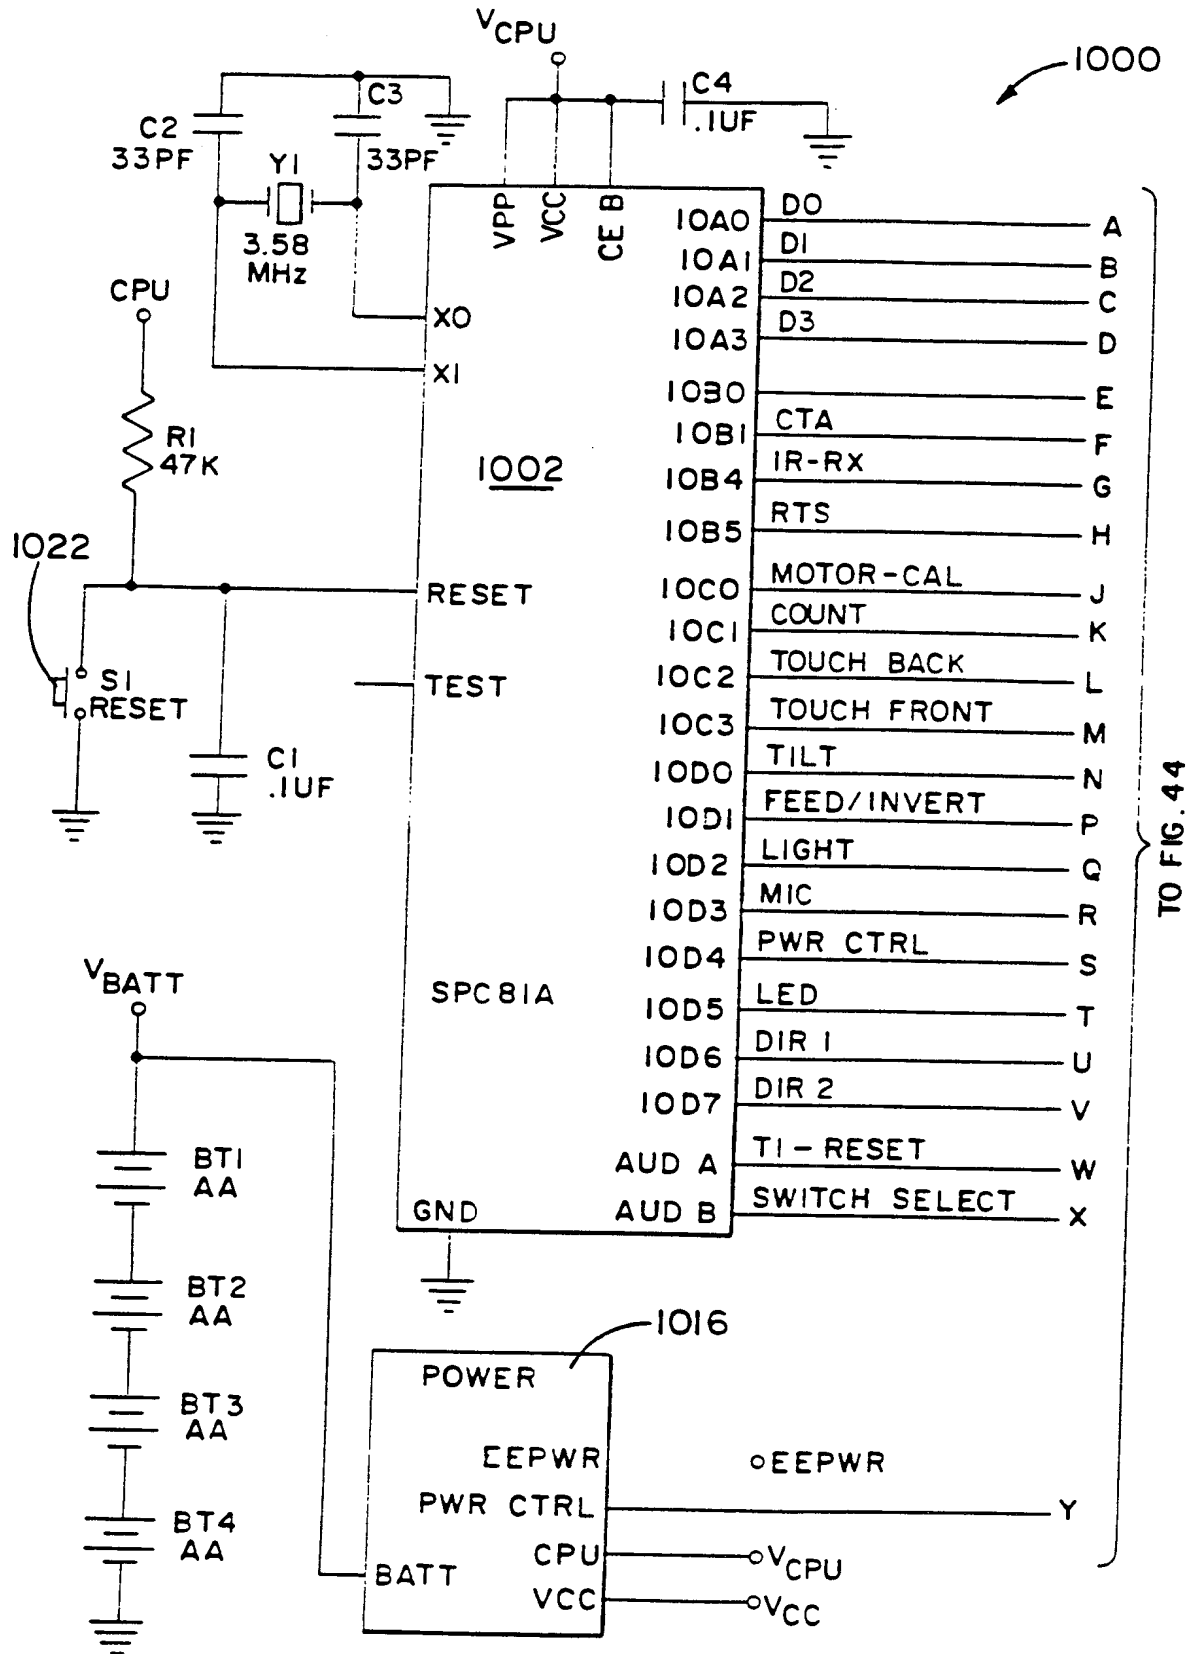 VCPU
1000
C2
33PF
C3
33PF
C4
.1UF
Y1
3.58
MHz
VPP
VCC
CE B
CPU
R1
47K
X0
X1
1002
1022
S1
RESET
RESET
TEST
C1
.1UF
SPC81A
GND
IOA0 D0 A
IOA1 D1 B
IOA2 D2 C
IOA3 D3 D
IOB0 E
IOB1 CTA F
IOB4 IR-RX G
IOB5 RTS H
IOC0 MOTOR-CAL J
IOC1 COUNT K
IOC2 TOUCH BACK L
IOC3 TOUCH FRONT M
IOD0 TILT N
IOD1 FEED/INVERT P
IOD2 LIGHT Q
IOD3 MIC R
IOD4 PWR CTRL S
IOD5 LED T
IOD6 DIR 1 U
IOD7 DIR 2 V
AUD A TI-RESET W
AUD B SWITCH SELECT X
TO FIG. 44
VBATT
BT1
AA
BT2
AA
BT3
AA
BT4
AA
1016
POWER
EEPWR EEPWR
PWR CTRL Y
CPU VCPU
BATT
VCC VCC